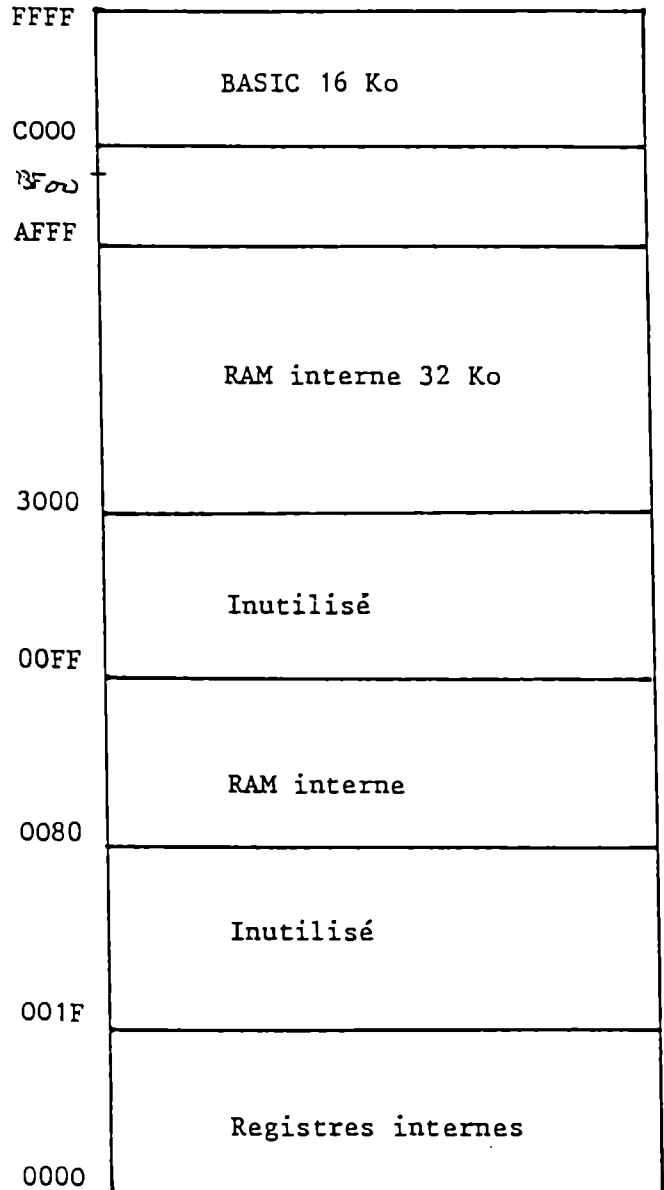 FFFF
BASIC 16 Ko
C000
BF00
AFFF
RAM interne 32 Ko
3000
Inutilisé
00FF
RAM interne
0080
Inutilisé
001F
Registres internes
0000